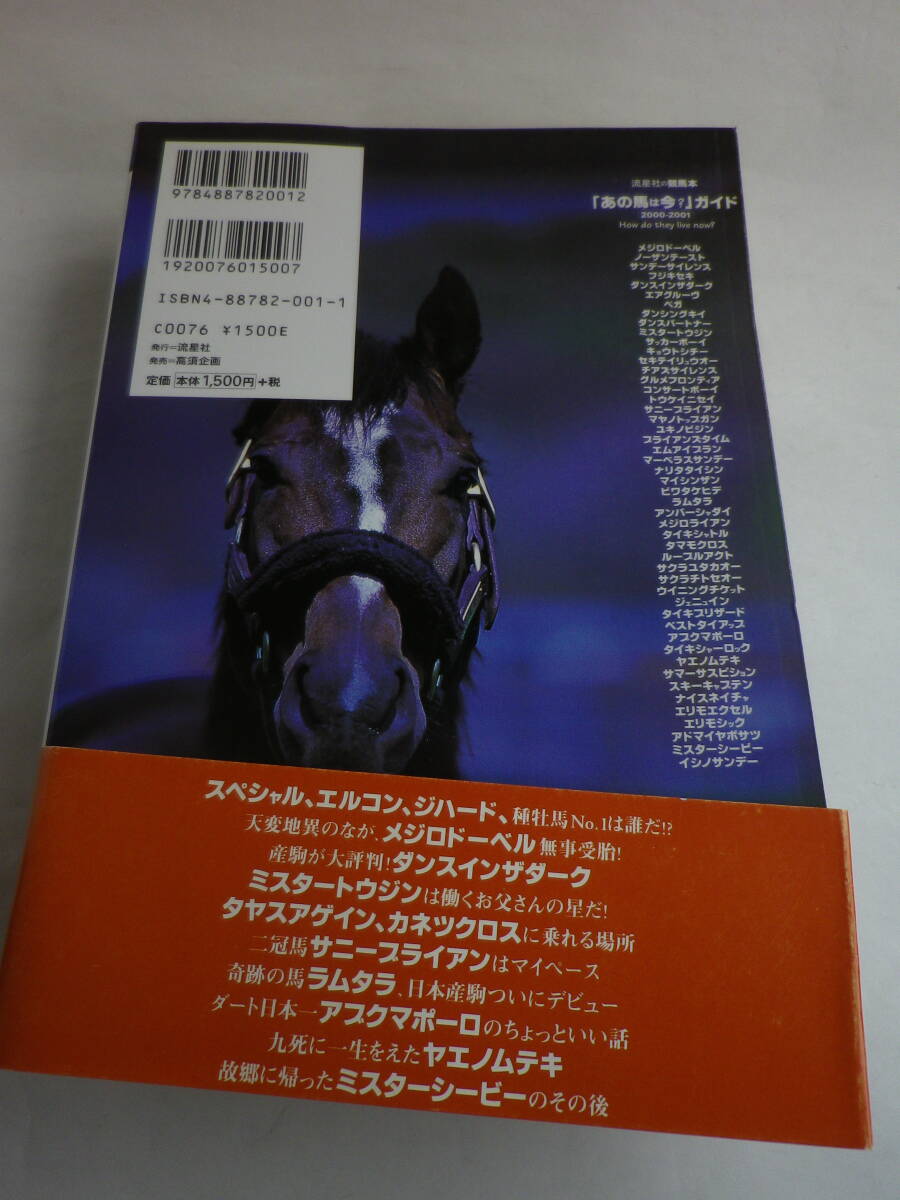 9784887820012
1920076015007
ISBN4-88782-001-1
C0076 ¥1500E
発行=流星社
発売=高須企画
定価 本体1,500円+税
流星社の競馬本
「あの馬は今?」ガイド
2000-2001
How do they live now?
メジロドーベル
ノーザンテースト
サンデーサイレンス
フジキセキ
ダンスインザダーク
エアグルーヴ
ベガ
ダンシングキイ
ダンスパートナー
ミスタートウジン
サッカーボーイ
キョウトシチー
セキテイリュウオー
チアズサイレンス
グルメフロンティア
コンサートボーイ
トウケイニセイ
サニーブライアン
マヤノトップガン
ユキノビジン
ブライアンズタイム
エムアイブラン
マーベラスサンデー
ナリタタイシン
マイシンザン
ビワタケヒデ
ラムタラ
アンバーシャダイ
メジロライアン
タイキシャトル
タマモクロス
ルーブルアクト
サクラユタカオー
サクラチトセオー
ウイニングチケット
ジェニュイン
タイキブリザード
ベストタイアップ
アブクマポーロ
タイキシャーロック
ヤエノムテキ
サマーサスピション
スキーキャプテン
ナイスネイチャ
エリモエクセル
エリモシック
アドマイヤボサツ
ミスターシービー
イシノサンデー
スペシャル、エルコン、ジハード、種牡馬No.1は誰だ!?
天変地異のなか、メジロドーベル無事受胎!
産駒が大評判!ダンスインザダーク
ミスタートウジンは働くお父さんの星だ!
タヤスアゲイン、カネツクロスに乗れる場所
二冠馬サニーブライアンはマイペース
奇跡の馬ラムタラ、日本産駒ついにデビュー
ダート日本一アブクマポーロのちょっといい話
九死に一生をえたヤエノムテキ
故郷に帰ったミスターシービーのその後